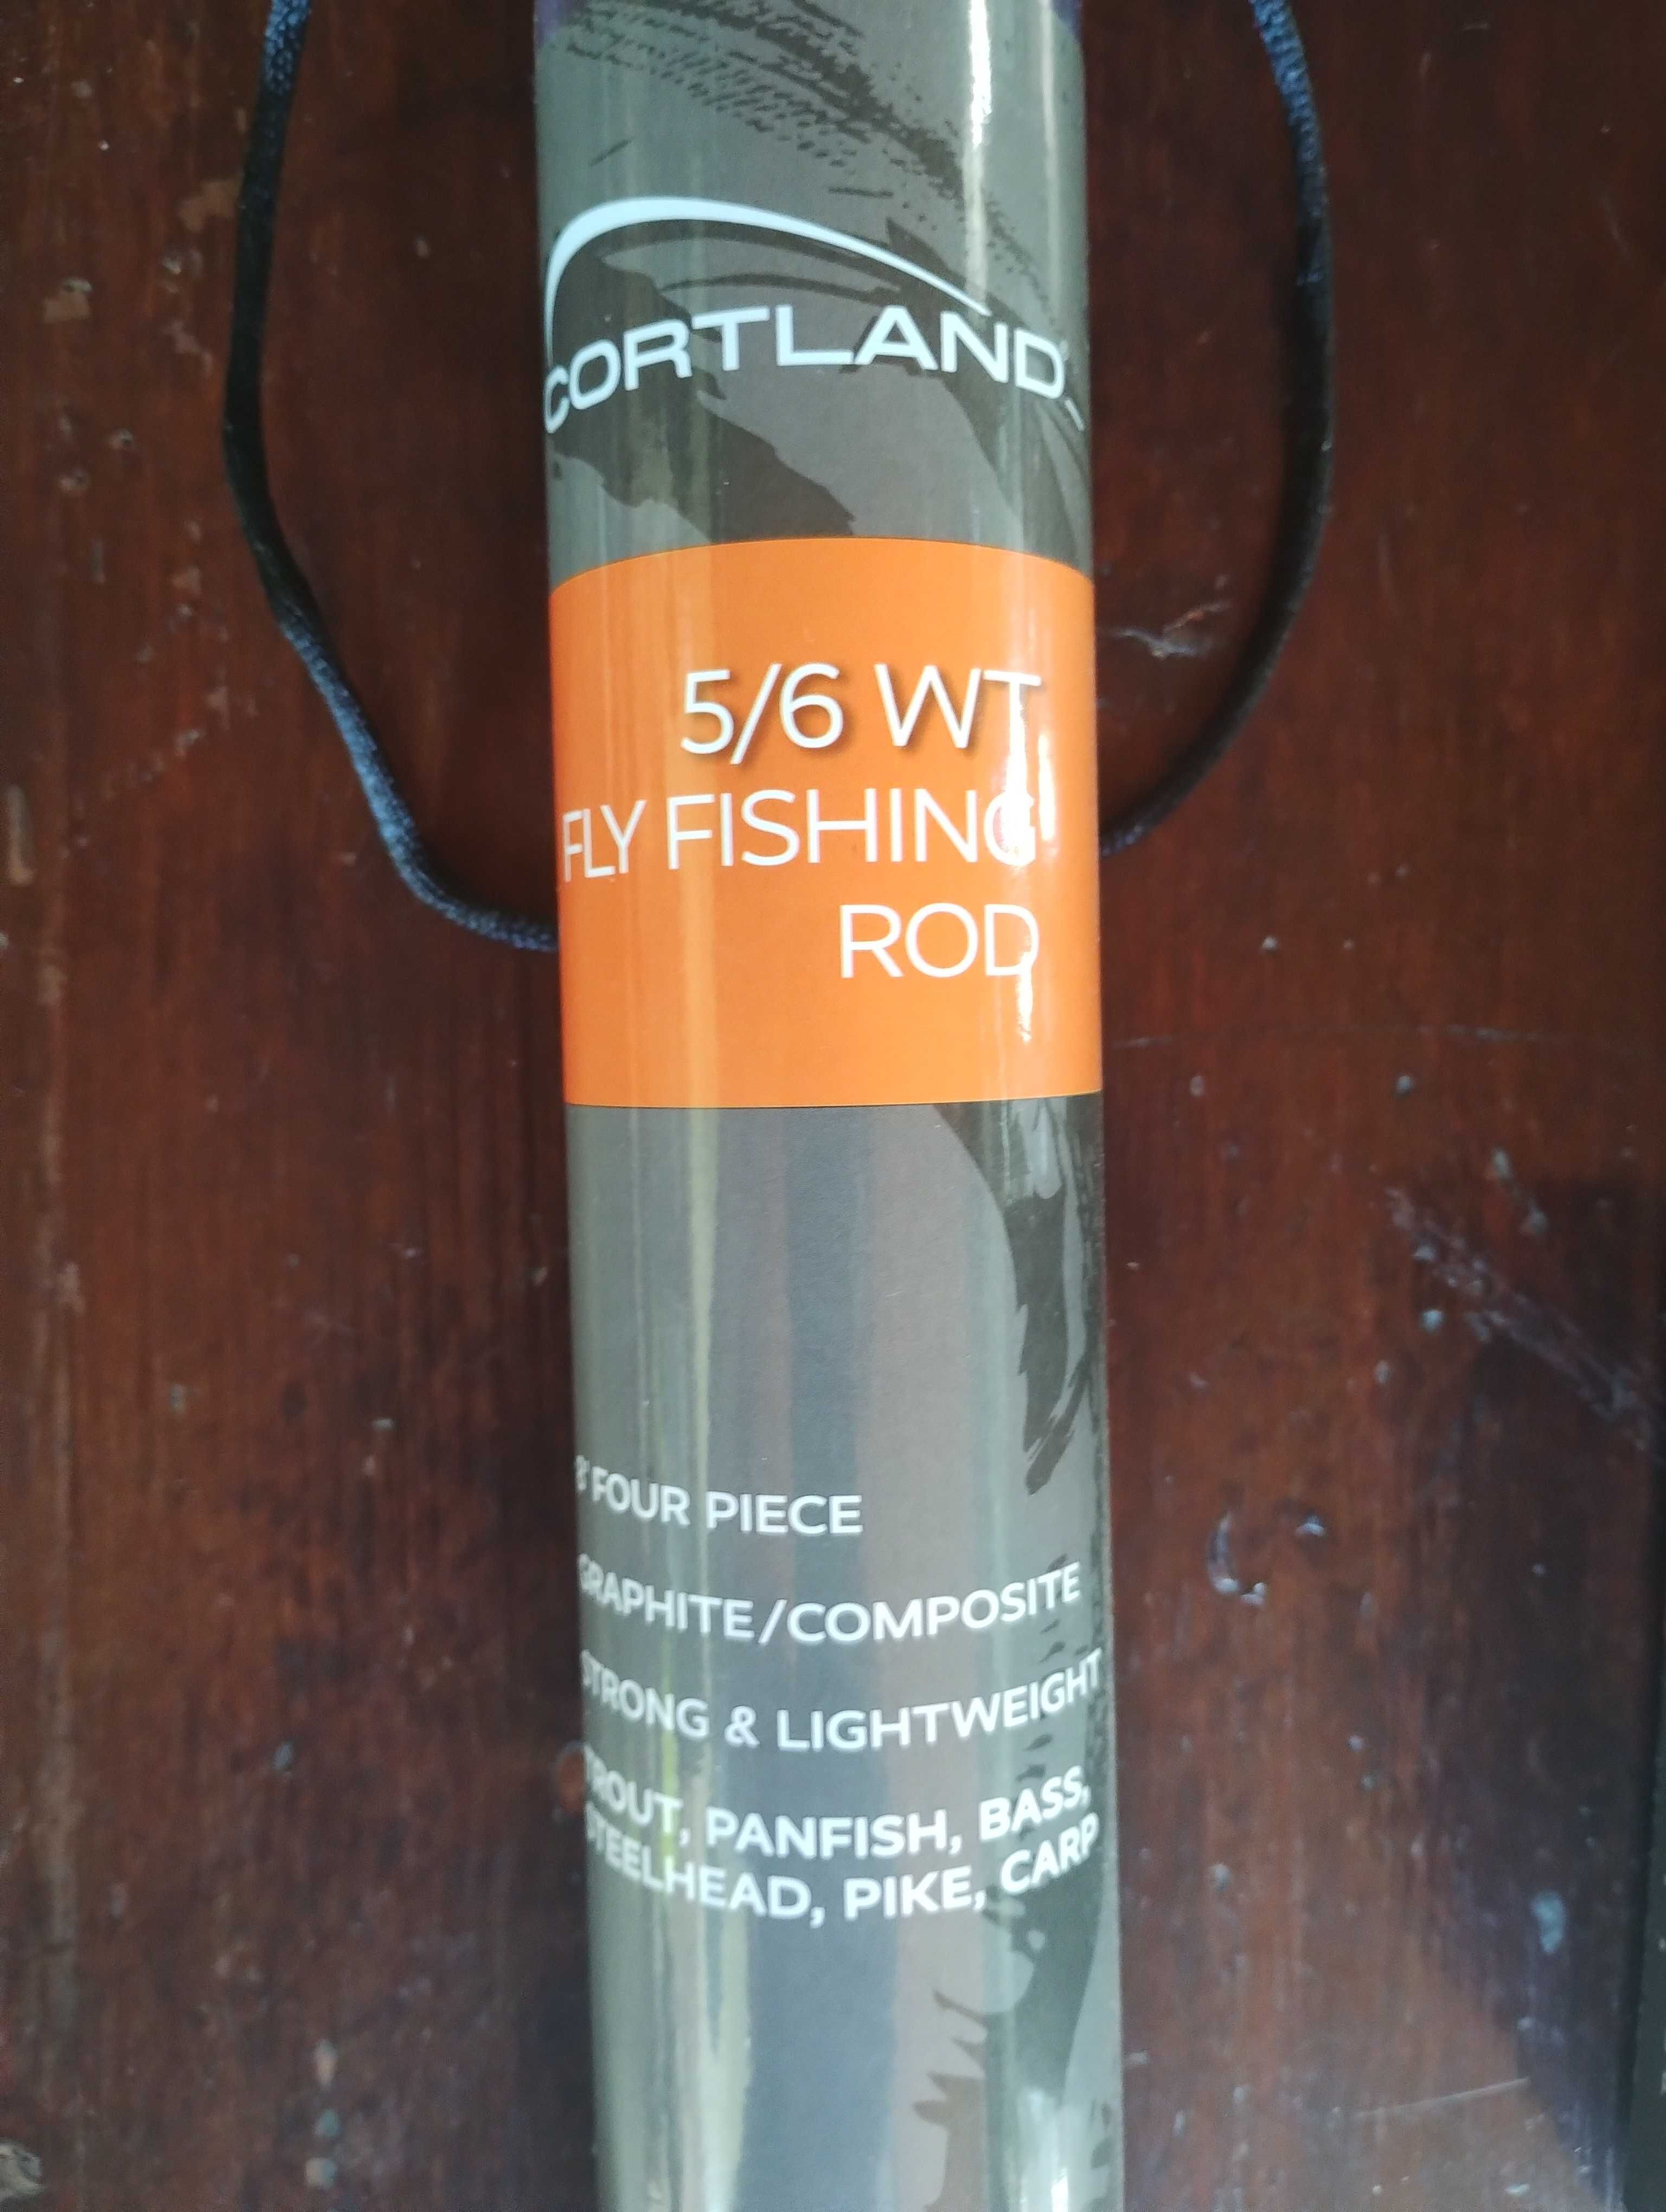 CORTLAND
5/6 WT
FLY FISHING
ROD
8' FOUR PIECE
GRAPHITE/COMPOSITE
STRONG & LIGHTWEIGHT
TROUT, PANFISH, BASS,
STEELHEAD, PIKE, CARP